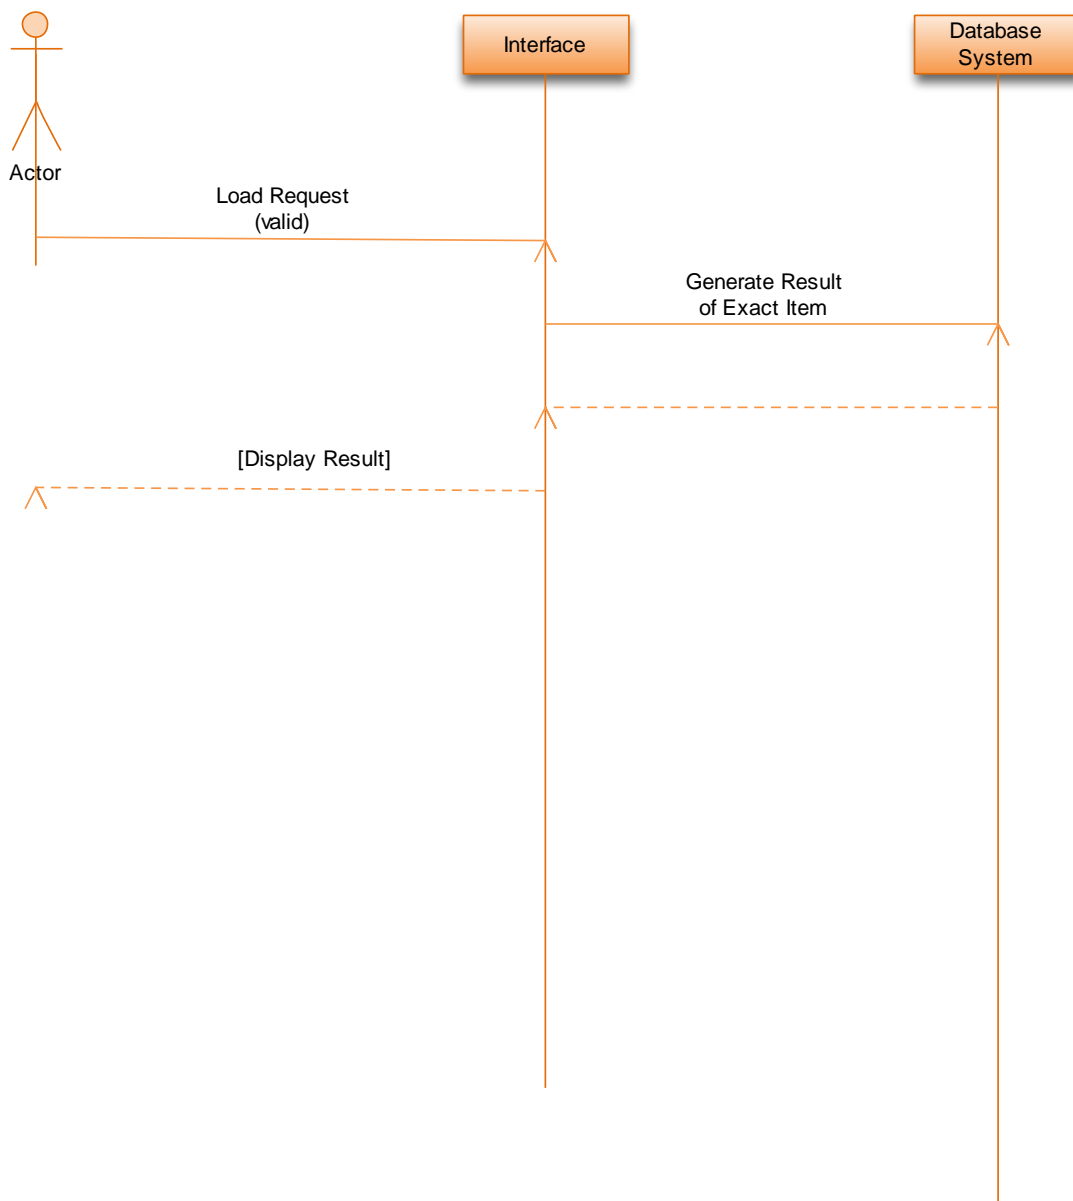 Interface
Database
System
Actor
Load Request
(valid)
Generate Result
of Exact Item
[Display Result]